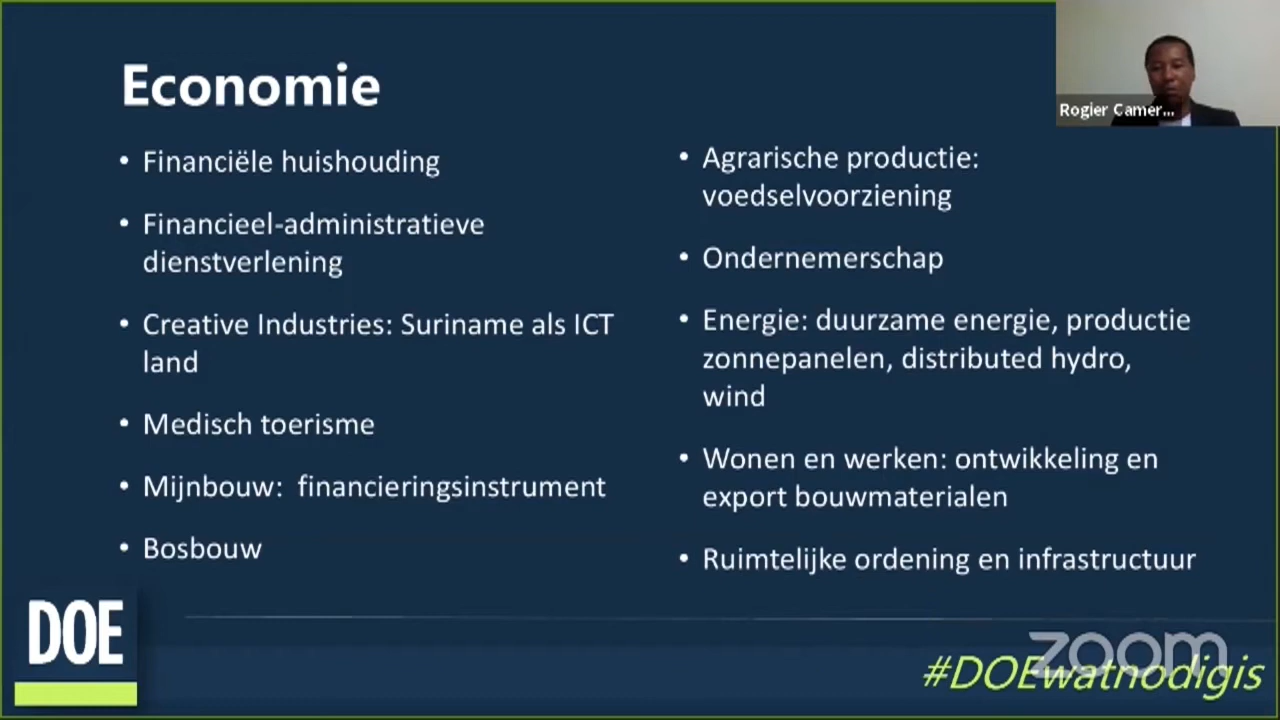 Economie
Rogier Camer...
• Financiële huishouding
• Financieel-administratieve
dienstverlening
• Creative Industries: Suriname als ICT
land
• Medisch toerisme
• Mijnbouw: financieringsinstrument
• Bosbouw
• Agrarische productie:
voedselvoorziening
• Ondernemerschap
• Energie: duurzame energie, productie
zonnepanelen, distributed hydro,
wind
• Wonen en werken: ontwikkeling en
export bouwmaterialen
• Ruimtelijke ordening en infrastructuur
DOE
zoom
#DOEwatnodigis